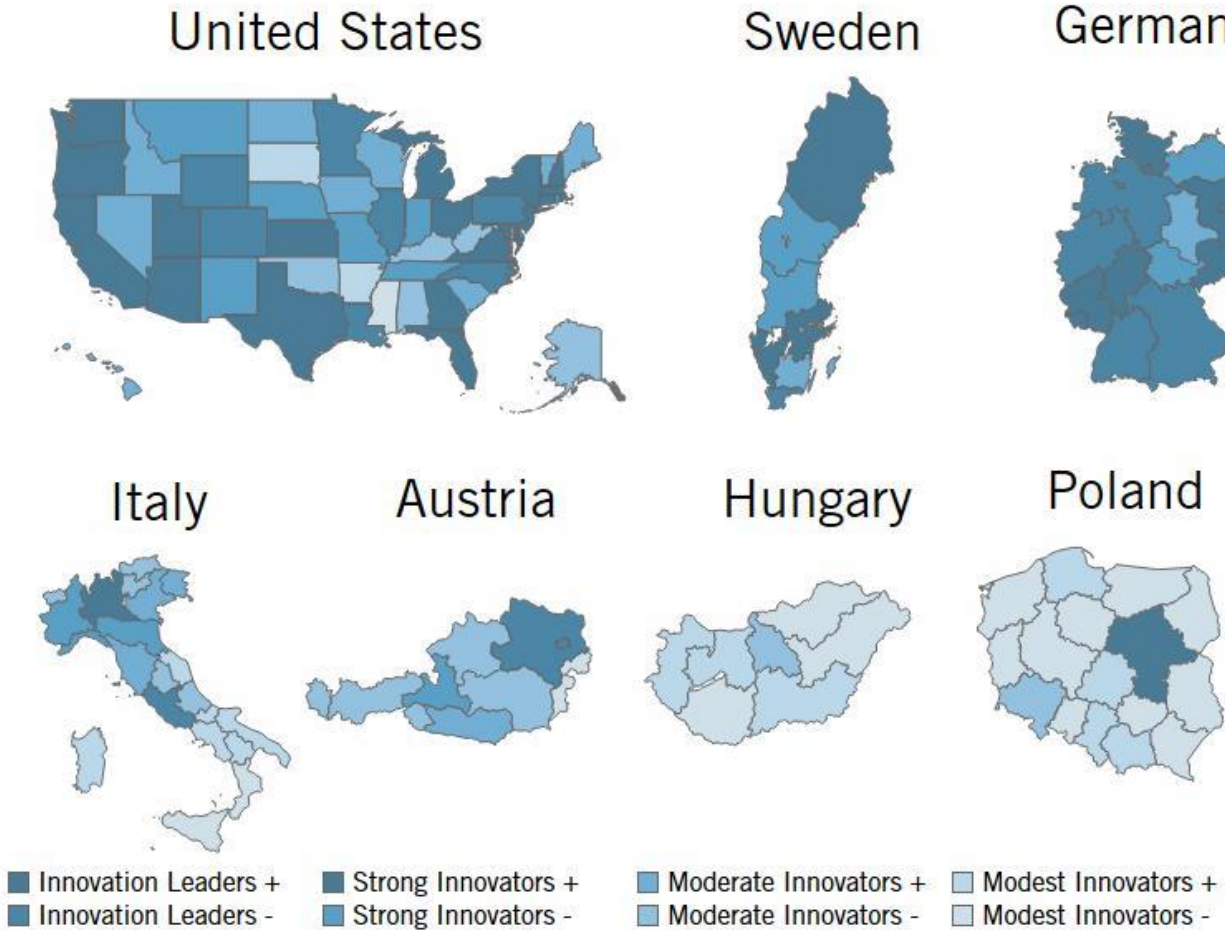 United States
Sweden
German
Italy
Austria
Hungary
Poland
Innovation Leaders +
Strong Innovators +
Moderate Innovators +
Modest Innovators +
Innovation Leaders -
Strong Innovators -
Moderate Innovators -
Modest Innovators -